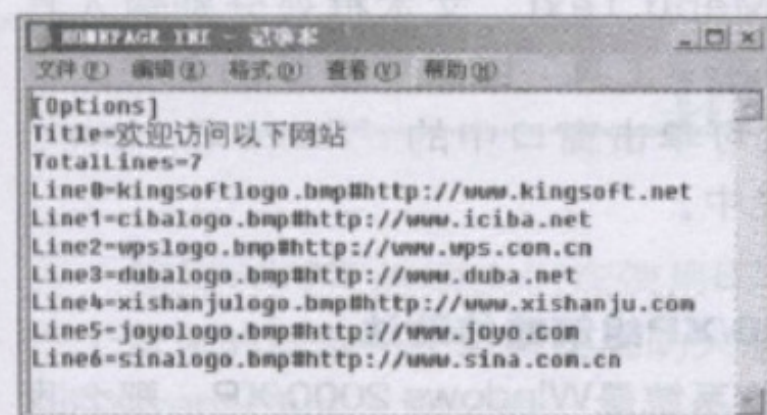 HOMEPAGE INI - 记事本
文件(F) 编辑(E) 格式(O) 查看(V) 帮助(H)
[Options]
Title=欢迎访问以下网站
TotalLines=7
Line0=kingsoftlogo.bmp#http://www.kingsoft.net
Line1=cibalogo.bmp#http://www.iciba.net
Line2=wpslogo.bmp#http://www.wps.com.cn
Line3=dubalogo.bmp#http://www.duba.net
Line4=xishanjulogo.bmp#http://www.xishanju.com
Line5=joyologo.bmp#http://www.joyo.com
Line6=sinalogo.bmp#http://www.sina.com.cn